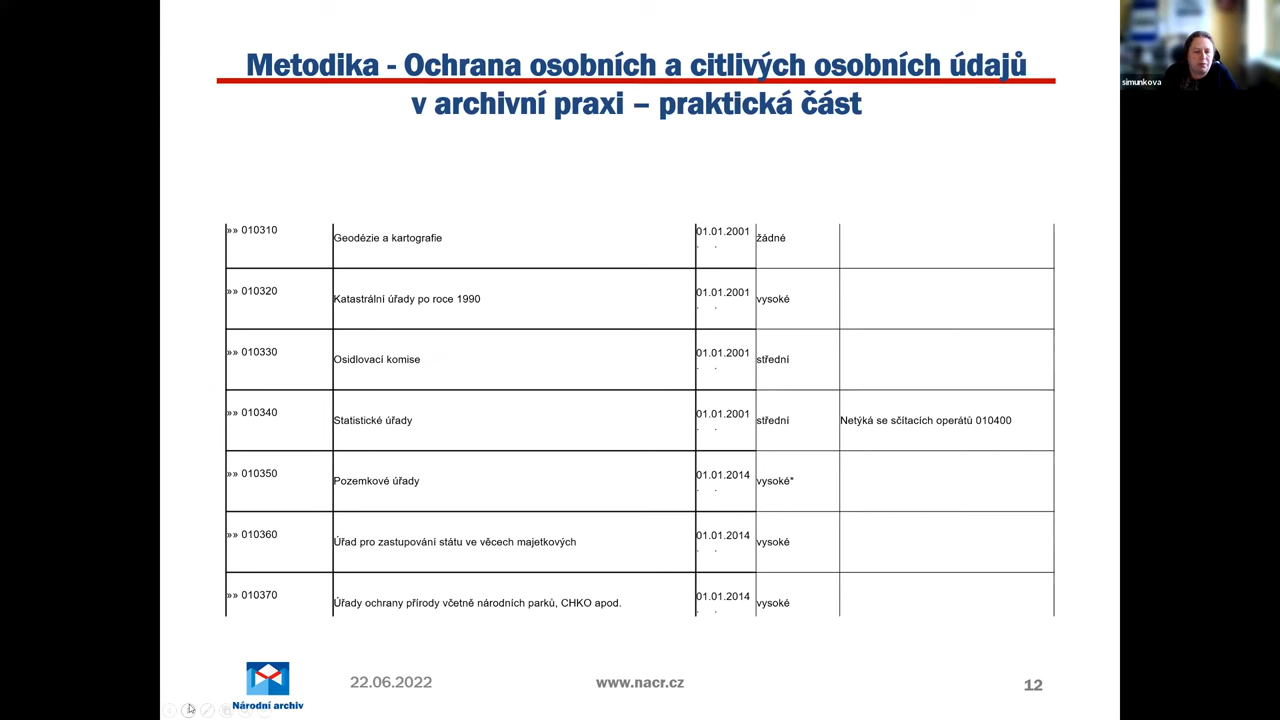 Metodika - Ochrana osobních a citlivých osobních údajů
v archivní praxi – praktická část
simunkova
»» 010310 Geodézie a kartografie 01.01.2001 žádné
»» 010320 Katastrální úřady po roce 1990 01.01.2001 vysoké
»» 010330 Osidlovací komise 01.01.2001 střední
»» 010340 Statistické úřady 01.01.2001 střední Netýká se sčítacích operátů 010400
»» 010350 Pozemkové úřady 01.01.2014 vysoké*
»» 010360 Úřad pro zastupování státu ve věcech majetkových 01.01.2014 vysoké
»» 010370 Úřady ochrany přírody včetně národních parků, CHKO apod. 01.01.2014 vysoké
Národní archiv
22.06.2022
www.nacr.cz
12